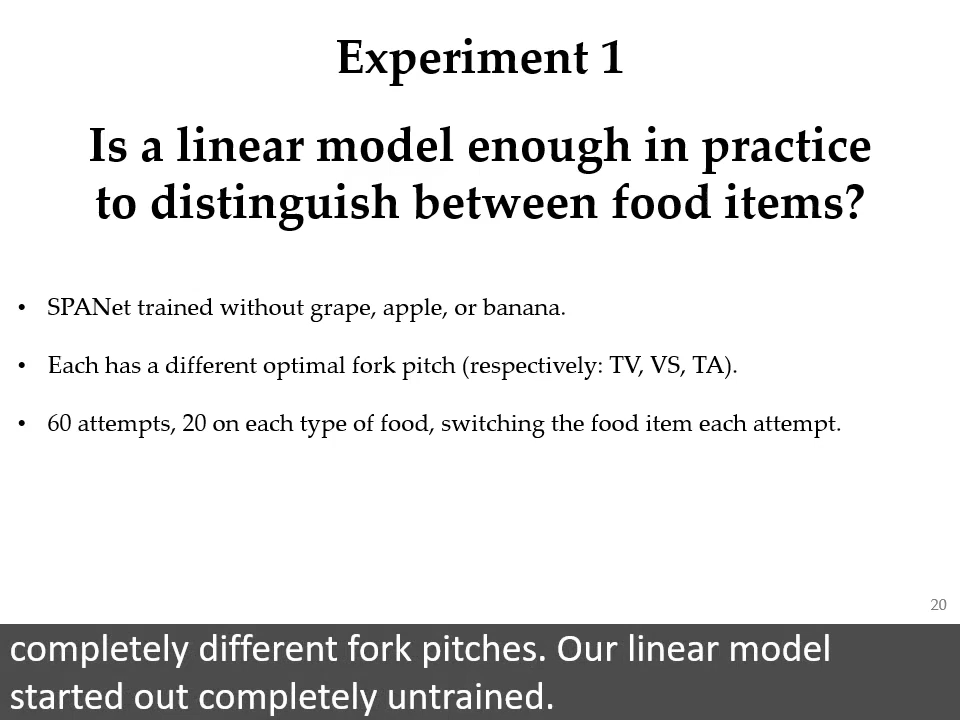 Experiment 1
Is a linear model enough in practice
to distinguish between food items?
• SPANet trained without grape, apple, or banana.
• Each has a different optimal fork pitch (respectively: TV, VS, TA).
• 60 attempts, 20 on each type of food, switching the food item each attempt.
20
completely different fork pitches. Our linear model
started out completely untrained.